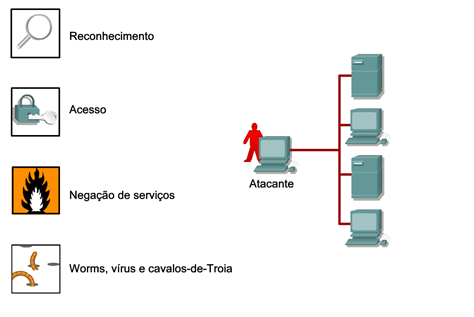 Reconhecimento
Acesso
Negação de serviços
Worms, vírus e cavalos-de-Troia
Atacante